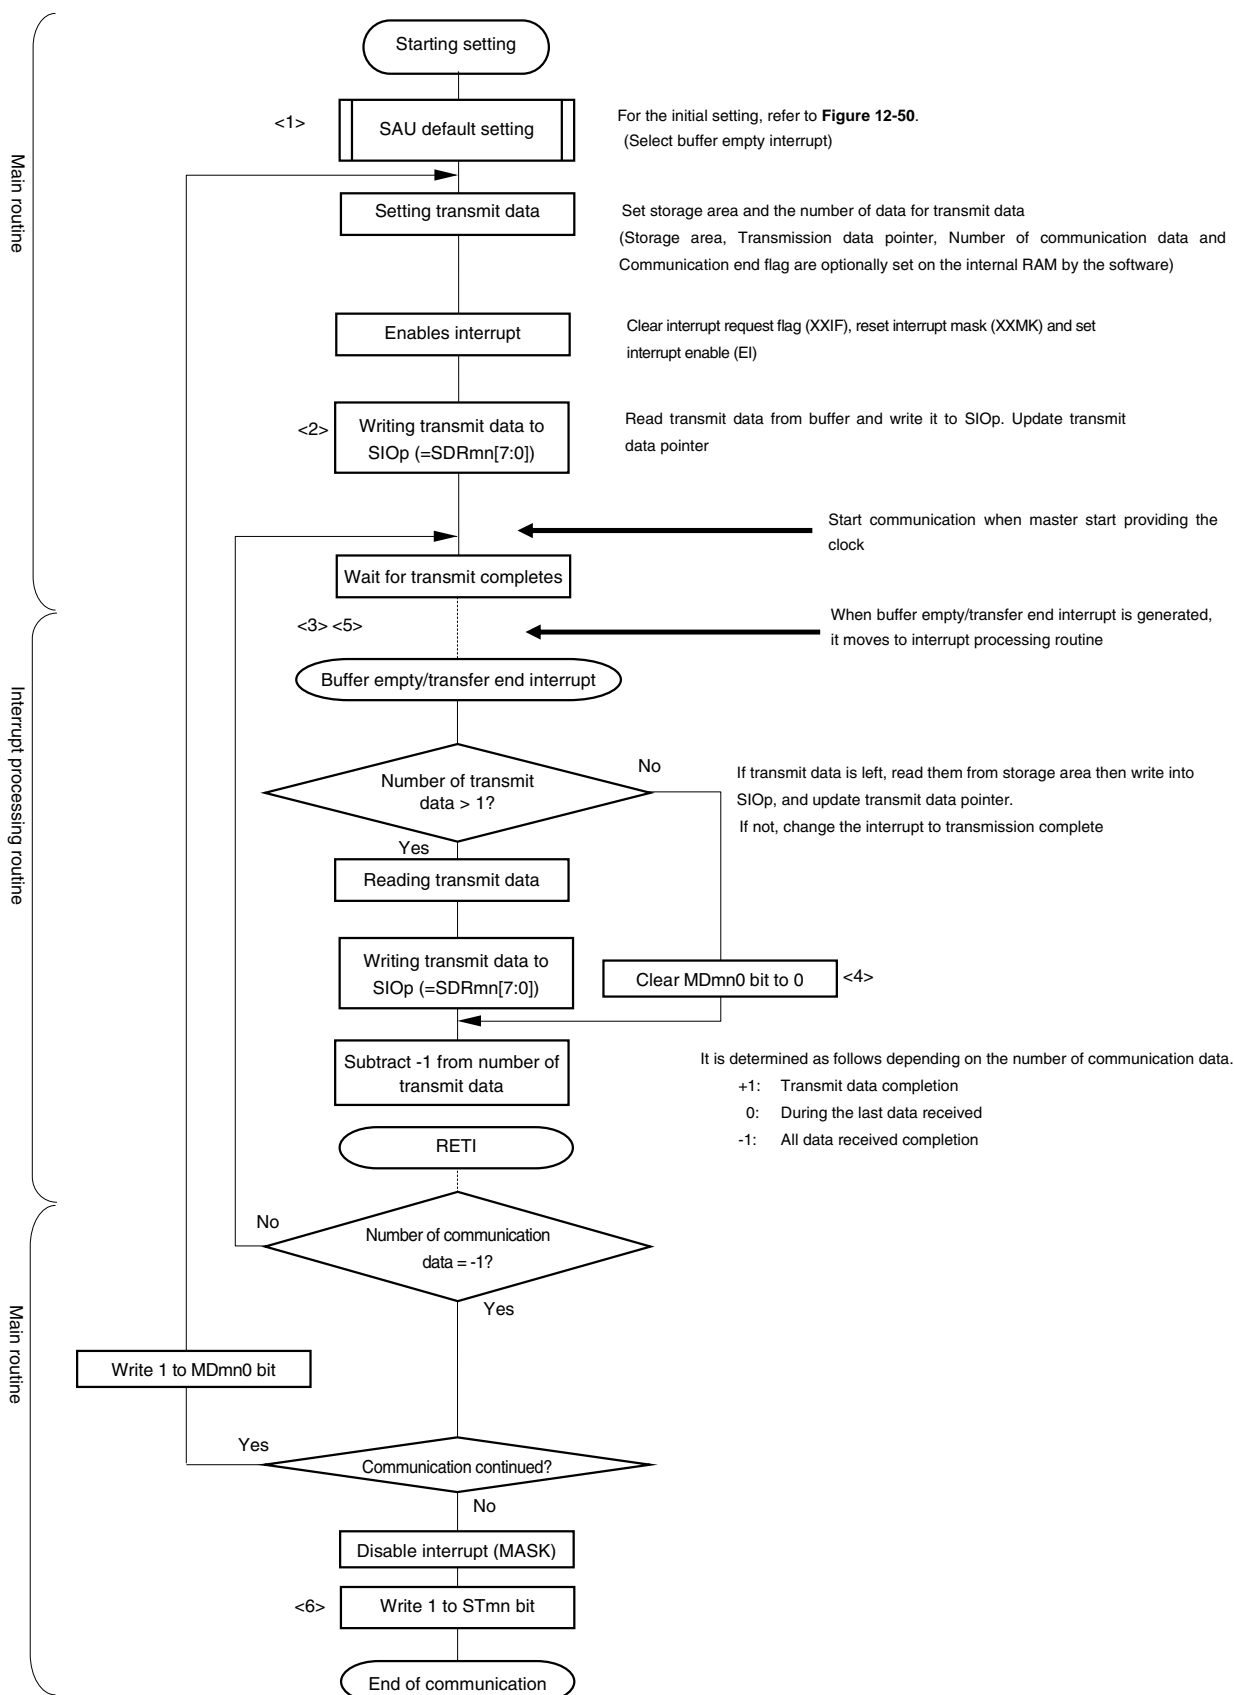 Starting setting
<1>
SAU default setting
For the initial setting, refer to Figure 12-50.
(Select buffer empty interrupt)
Main routine
Setting transmit data
Set storage area and the number of data for transmit data
(Storage area, Transmission data pointer, Number of communication data and
Communication end flag are optionally set on the internal RAM by the software)
Enables interrupt
Clear interrupt request flag (XXIF), reset interrupt mask (XXMK) and set
interrupt enable (EI)
<2>
Writing transmit data to
SIOp (=SDRmn[7:0])
Read transmit data from buffer and write it to SIOp. Update transmit
data pointer
Start communication when master start providing the
clock
Wait for transmit completes
<3> <5>
When buffer empty/transfer end interrupt is generated,
it moves to interrupt processing routine
Buffer empty/transfer end interrupt
Interrupt processing routine
Number of transmit
data > 1?
No
If transmit data is left, read them from storage area then write into
SIOp, and update transmit data pointer.
If not, change the interrupt to transmission complete
Yes
Reading transmit data
Writing transmit data to
SIOp (=SDRmn[7:0])
Clear MDmn0 bit to 0
<4>
Subtract -1 from number of
transmit data
It is determined as follows depending on the number of communication data.
+1: Transmit data completion
0: During the last data received
-1: All data received completion
RETI
No
Number of communication
data = -1?
Yes
Main routine
Write 1 to MDmn0 bit
Yes
Communication continued?
No
Disable interrupt (MASK)
<6>
Write 1 to STmn bit
End of communication